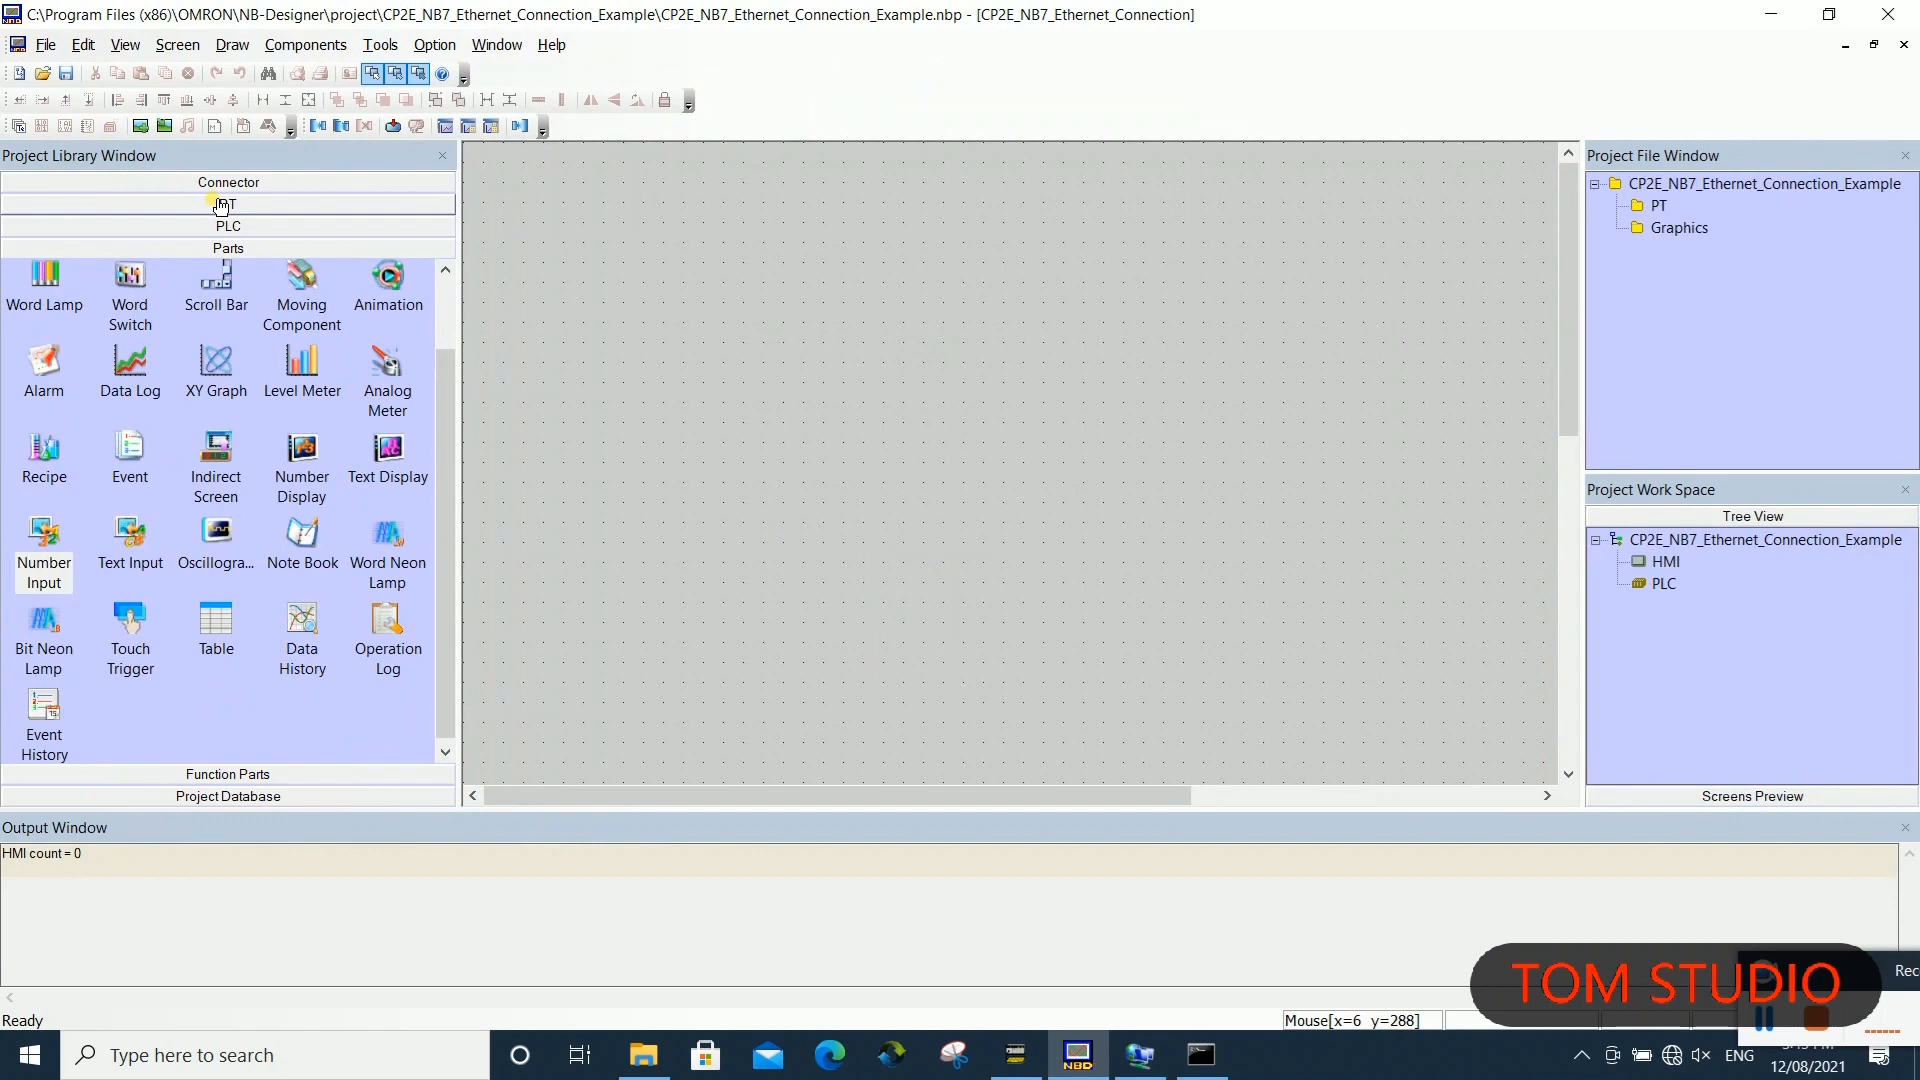 C:\Program Files (x86)\OMRON\NB-Designer\project\CP2E_NB7_Ethernet_Connection_Example\CP2E_NB7_Ethernet_Connection_Example.nbp - [CP2E_NB7_Ethernet_Connection]
File Edit View Screen Draw Components Tools Option Window Help
Project Library Window
Connector
PLC
Parts
Word Lamp
Word Switch
Scroll Bar
Moving Component
Animation
Alarm
Data Log
XY Graph
Level Meter
Analog Meter
Recipe
Event
Indirect Screen
Number Display
Text Display
Number Input
Text Input
Oscillogra...
Note Book
Word Neon Lamp
Bit Neon Lamp
Touch Trigger
Table
Data History
Operation Log
Event History
Function Parts
Project Database
Project File Window
CP2E_NB7_Ethernet_Connection_Example
PT
Graphics
Project Work Space
Tree View
CP2E_NB7_Ethernet_Connection_Example
HMI
PLC
Screens Preview
Output Window
HMI count = 0
TOM STUDIO
Rec
Ready
Mouse[x=6 y=288]
Type here to search
NBD
ENG
12/08/2021